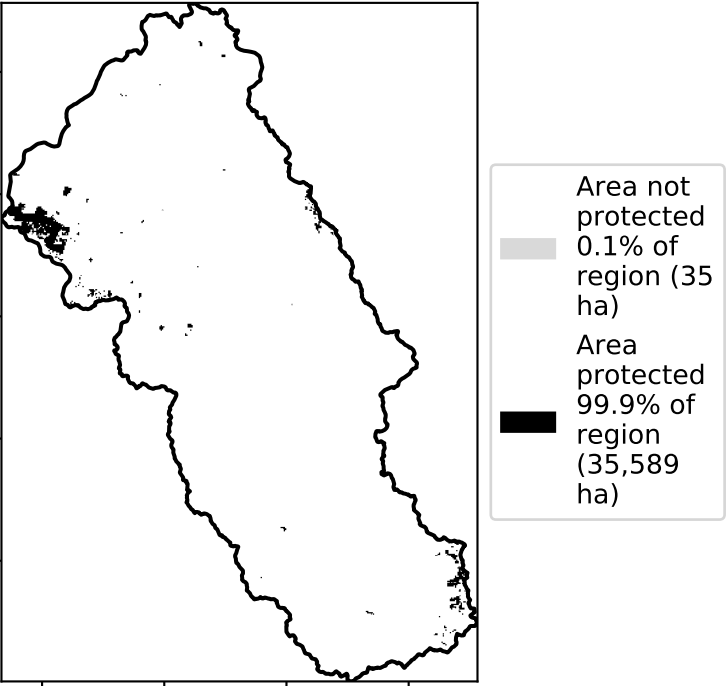 Area not
protected
0.1% of
region (35
ha)
Area
protected
99.9% of
region
(35,589
ha)